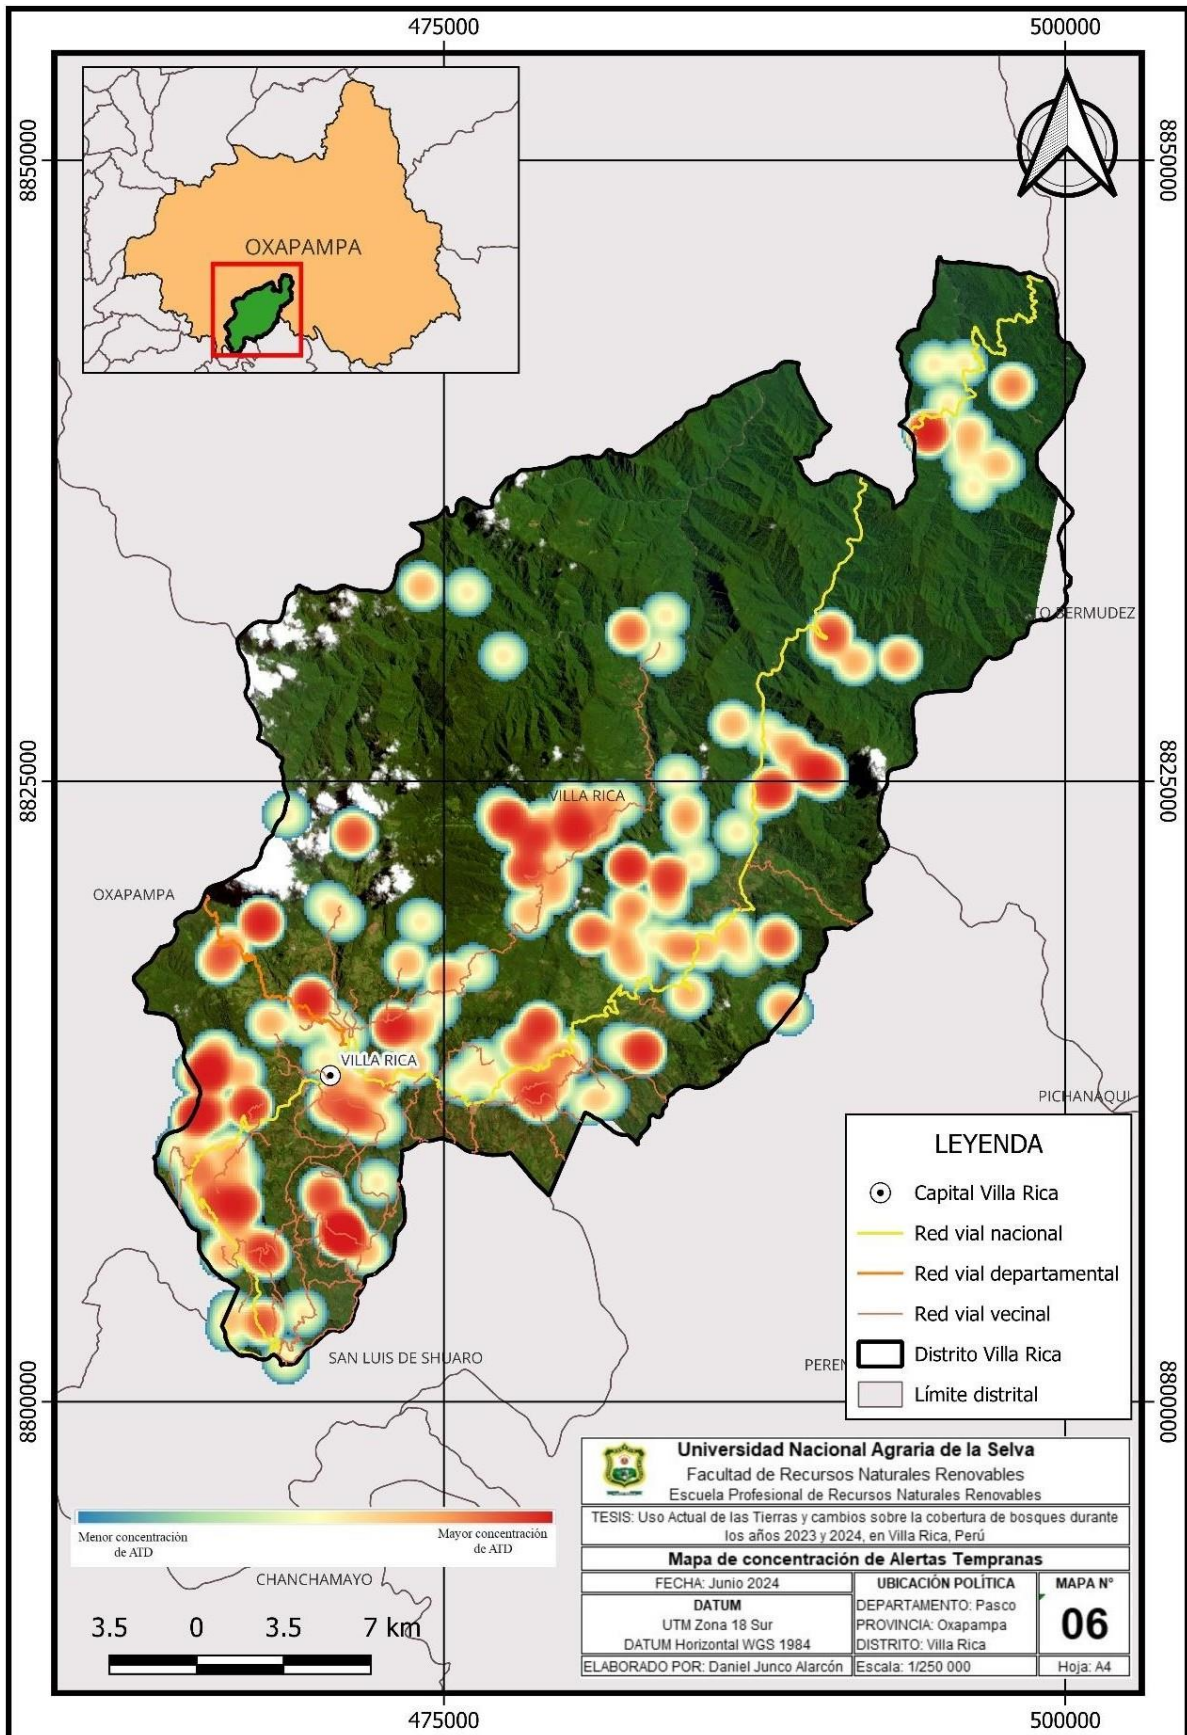 475000
500000
8850000
8850000
OXAPAMPA
TO BERMUDEZ
8825000
8825000
VILLA RICA
OXAPAMPA
VILLA RICA
PICHANAQUI
SAN LUIS DE SHUARO
PEREN
LEYENDA
Capital Villa Rica
Red vial nacional
Red vial departamental
Red vial vecinal
Distrito Villa Rica
Límite distrital
8800000
8800000
Menor concentración
de ATD
Mayor concentración
de ATD
CHANCHAMAYO
3.5 0 3.5 7 km
Universidad Nacional Agraria de la Selva
Facultad de Recursos Naturales Renovables
Escuela Profesional de Recursos Naturales Renovables
TESIS: Uso Actual de las Tierras y cambios sobre la cobertura de bosques durante
los años 2023 y 2024, en Villa Rica, Perú
Mapa de concentración de Alertas Tempranas
FECHA: Junio 2024
DATUM
UTM Zona 18 Sur
DATUM Horizontal WGS 1984
ELABORADO POR: Daniel Junco Alarcón
UBICACIÓN POLÍTICA
DEPARTAMENTO: Pasco
PROVINCIA: Oxapampa
DISTRITO: Villa Rica
Escala: 1/250 000
MAPA N°
06
Hoja: A4
475000
500000